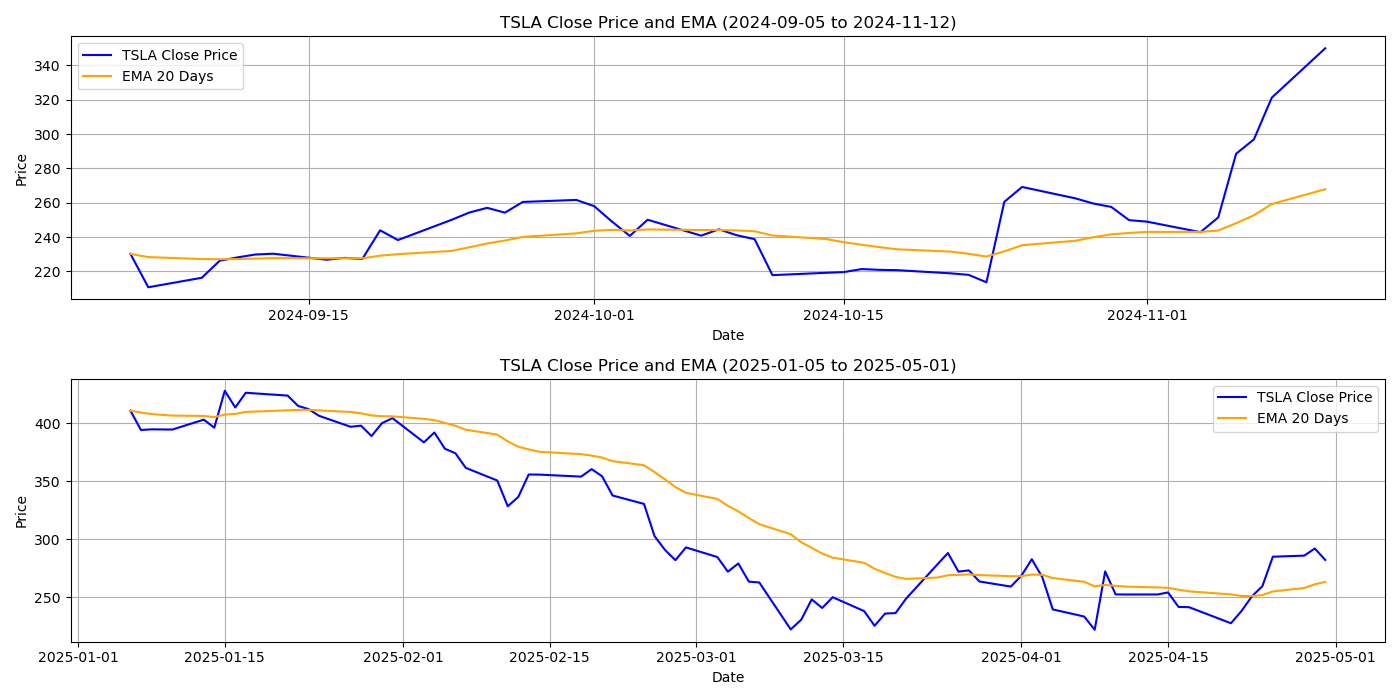 TSLA Close Price and EMA (2024-09-05 to 2024-11-12)
TSLA Close Price
EMA 20 Days
Price
340
320
300
280
260
240
220
2024-09-15 2024-10-01 2024-10-15 2024-11-01
Date
TSLA Close Price and EMA (2025-01-05 to 2025-05-01)
TSLA Close Price
EMA 20 Days
Price
400
350
300
250
2025-01-01 2025-01-15 2025-02-01 2025-02-15 2025-03-01 2025-03-15 2025-04-01 2025-04-15 2025-05-01
Date